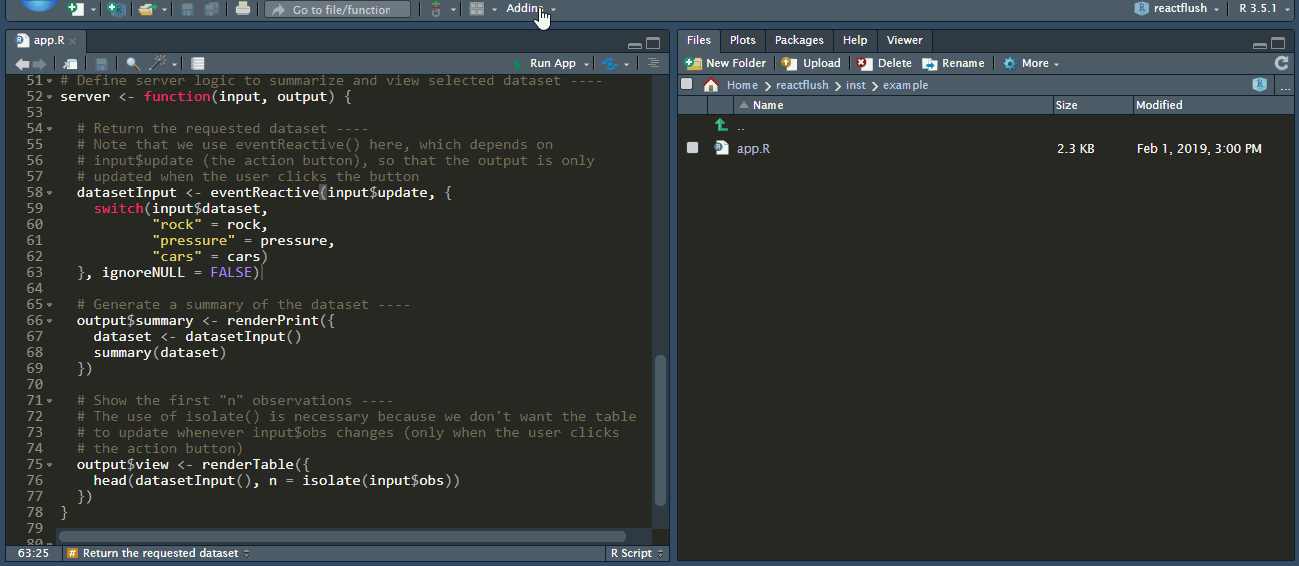 Go to file/function
Addins
reactflush
R 3.5.1
app.R
Run App
51 # Define server logic to summarize and view selected dataset ----
52 server <- function(input, output) {
53
54   # Return the requested dataset ----
55   # Note that we use eventReactive() here, which depends on
56   # input$update (the action button), so that the output is only
57   # updated when the user clicks the button
58   datasetInput <- eventReactive(input$update, {
59     switch(input$dataset,
60            "rock" = rock,
61            "pressure" = pressure,
62            "cars" = cars)
63   }, ignoreNULL = FALSE)
64
65   # Generate a summary of the dataset ----
66   output$summary <- renderPrint({
67     dataset <- datasetInput()
68     summary(dataset)
69   })
70
71   # Show the first "n" observations ----
72   # The use of isolate() is necessary because we don't want the table
73   # to update whenever input$obs changes (only when the user clicks
74   # the action button)
75   output$view <- renderTable({
76     head(datasetInput(), n = isolate(input$obs))
77   })
78 }
79
80
63:25 # Return the requested dataset R Script
Files Plots Packages Help Viewer
New Folder Upload Delete Rename More
Home > reactflush > inst > example ...
Name Size Modified
..
app.R 2.3 KB Feb 1, 2019, 3:00 PM